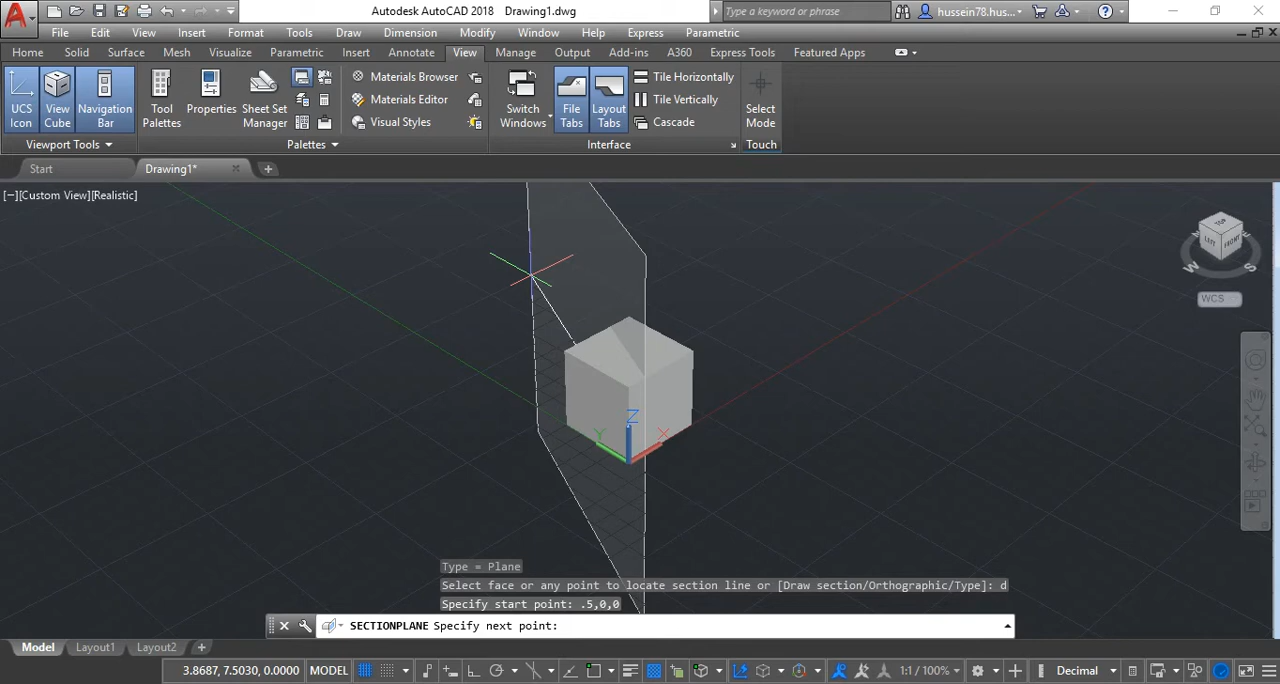 Autodesk AutoCAD 2018 Drawing1.dwg
Type a keyword or phrase
hussein78.hus...
File Edit View Insert Format Tools Draw Dimension Modify Window Help Express Parametric
Home Solid Surface Mesh Visualize Parametric Insert Annotate View Manage Output Add-ins A360 Express Tools Featured Apps
UCS Icon
View Cube
Navigation Bar
Viewport Tools
Tool Palettes
Properties
Sheet Set Manager
Materials Browser
Materials Editor
Visual Styles
Palettes
Switch Windows
File Tabs
Layout Tabs
Tile Horizontally
Tile Vertically
Cascade
Interface
Select Mode
Touch
Start
Drawing1*
[−][Custom View][Realistic]
TOP
LEFT
FRONT
W
S
WCS
Z
Y
X
Type = Plane
Select face or any point to locate section line or [Draw section/Orthographic/Type]: d
Specify start point: .5,0,0
SECTIONPLANE Specify next point:
Model Layout1 Layout2
3.8687, 7.5030, 0.0000 MODEL 1:1 / 100% Decimal